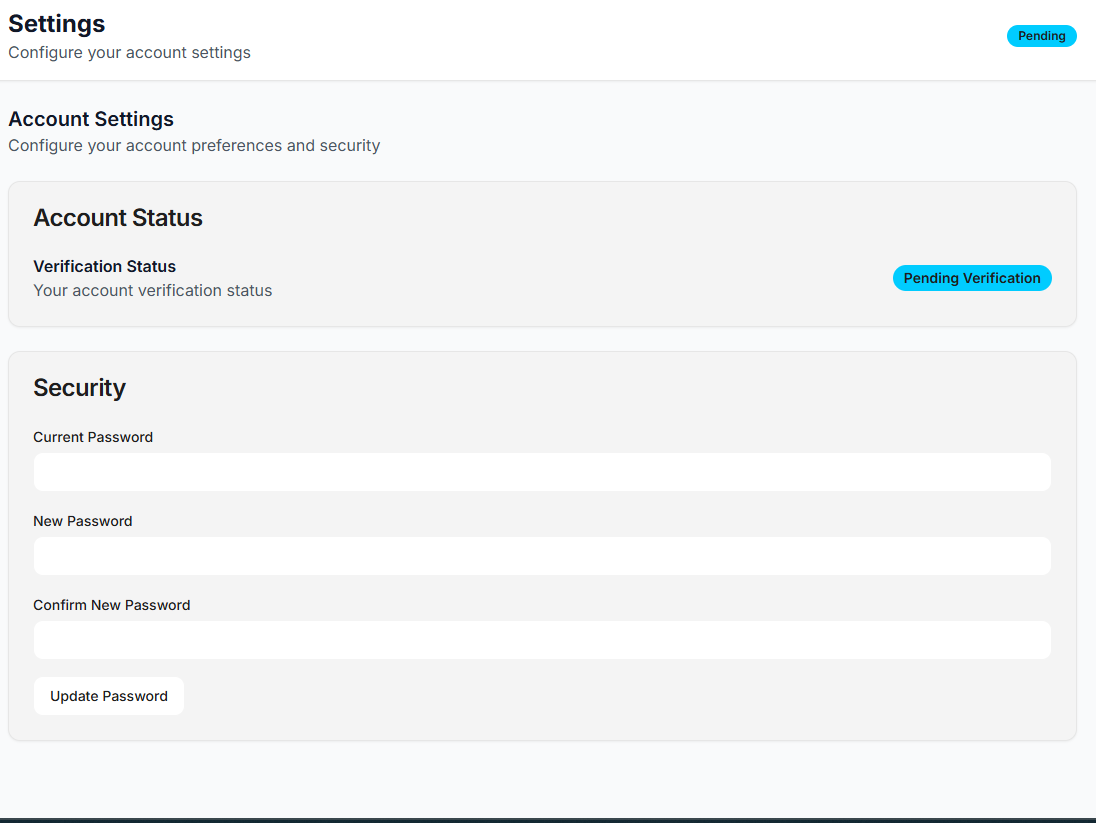 Settings
Configure your account settings
Pending
Account Settings
Configure your account preferences and security
Account Status
Verification Status
Your account verification status
Pending Verification
Security
Current Password
New Password
Confirm New Password
Update Password